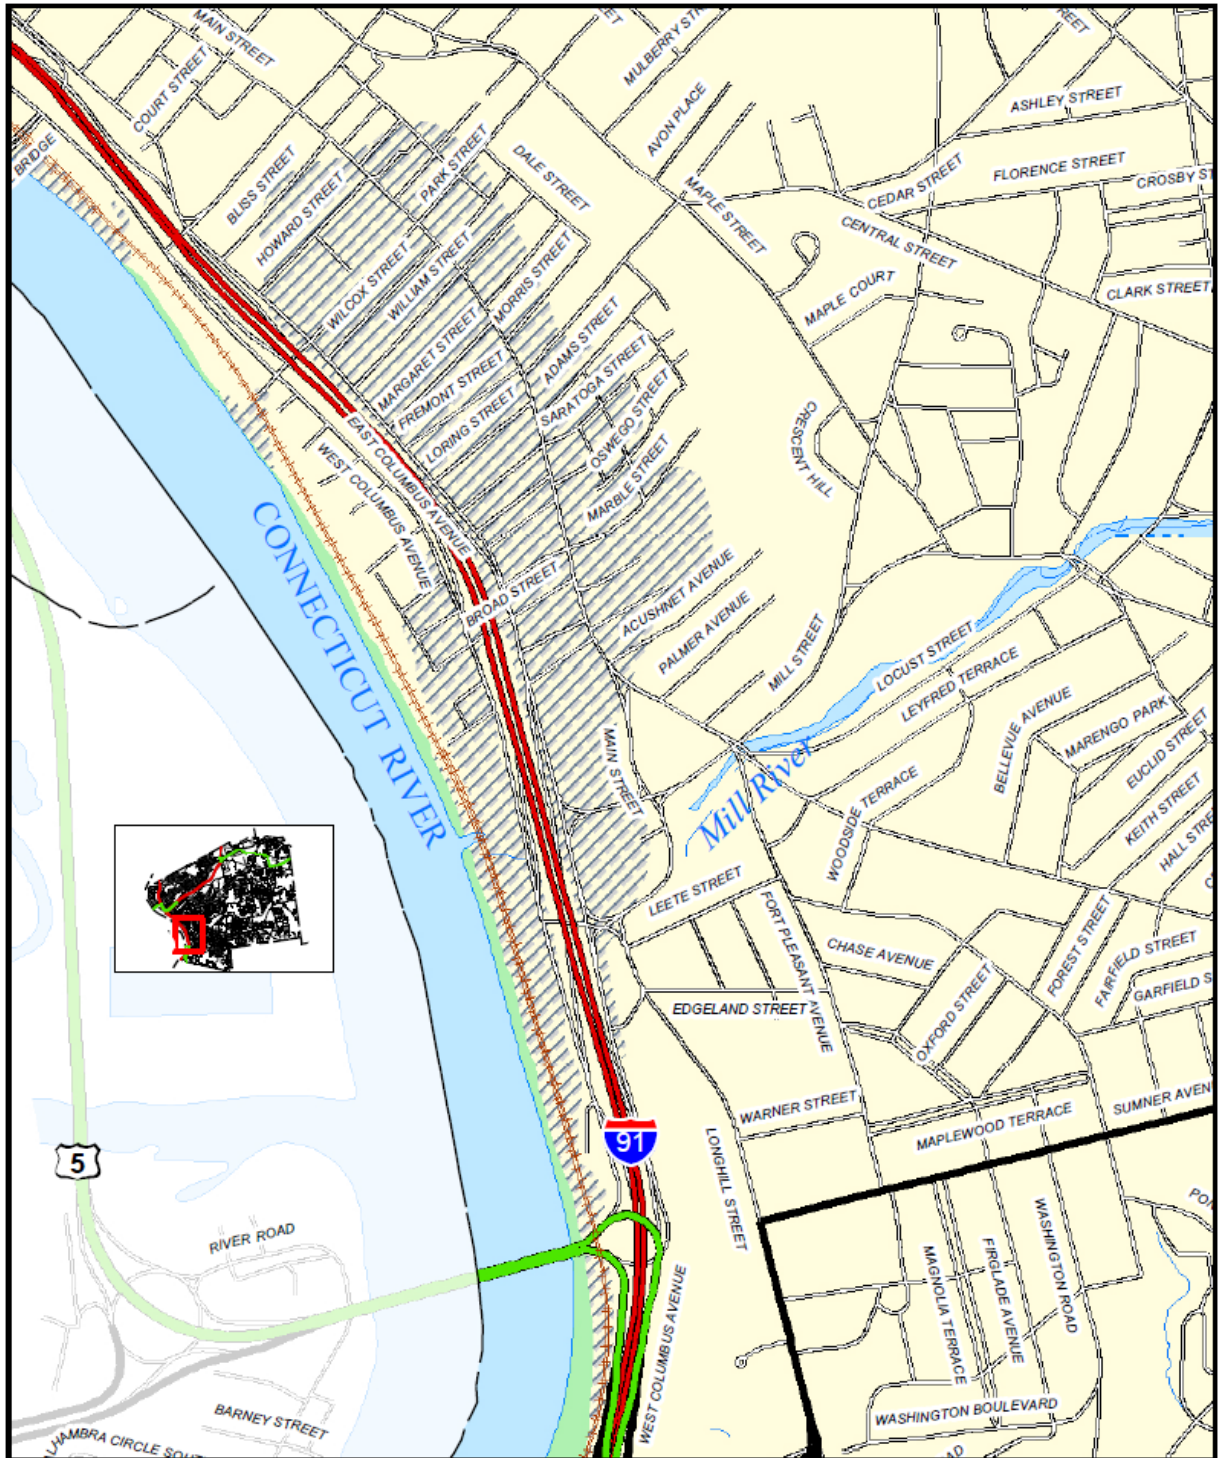 MAIN STREET
COURT STREET
MULBERRY
ASHLEY STREET
AVON PLACE
BRIDGE
BLISS STREET
PARK STREET
DALE STREET
FLORENCE STREET
CROSBY
CEDAR STREET
HOWARD STREET
MAPLE STREET
CENTRAL STREET
WILCOX STREET
WILLIAM STREET
MORRIS STREET
MAPLE COURT
CLARK STREET
MARGARET STREET
ADAMS STREET
FREMONT STREET
SARATOGA STREET
LORING STREET
OSWEGO STREET
EAST COLUMBUS AVENUE
WEST COLUMBUS AVENUE
CRESCENT HILL
MARBLE STREET
CONNECTICUT RIVER
BROAD STREET
ACUSHNET AVENUE
PALMER AVENUE
MILL STREET
LOCUST STREET
LEYFRED TERRACE
BELLEVUE AVENUE
MARENGO PARK
EUCLID STREET
MAIN STREET
Mill River
WOODSIDE TERRACE
KEITH STREET
HALL STRE
LEETE STREET
FORT PLEASANT AVENUE
CHASE AVENUE
FOREST STREET
FAIRFIELD STREET
GARFIELD S
EDGELAND STREET
OXFORD STREET
WARNER STREET
MAPLEWOOD TERRACE
SUMNER AVEN
91
5
LONGHILL STREET
RIVER ROAD
MAGNOLIA TERRACE
FIRGLADE AVENUE
WASHINGTON ROAD
WEST COLUMBUS AVENUE
BARNEY STREET
WASHINGTON BOULEVARD